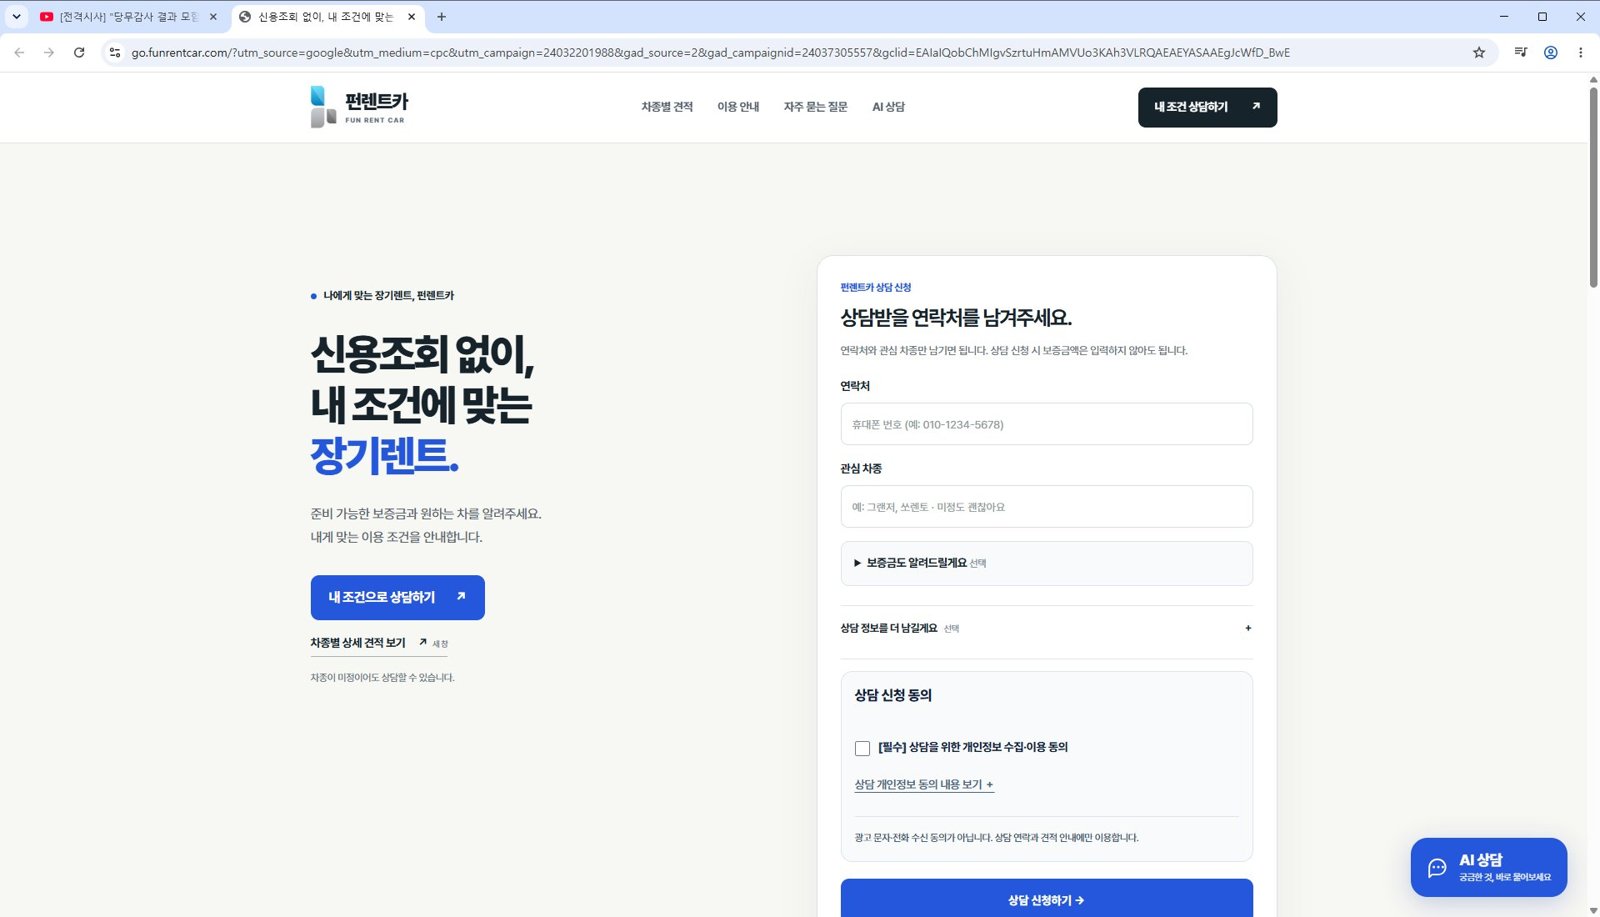 [전격시사] "당무감사 결과 모험
신용조회 없이, 내 조건에 맞는
go.funrentcar.com/?utm_source=google&utm_medium=cpc&utm_campaign=24032201988&gad_source=2&gad_campaignid=24037305557&gclid=EAIaIQobChMIgvSzrtuHmAMVUo3KAh3VLRQAEAEYASAAEgJcWfD_BwE
펀렌트카
FUN RENT CAR
차종별 견적
이용 안내
자주 묻는 질문
AI 상담
내 조건 상담하기
나에게 맞는 장기렌트, 펀렌트카
신용조회 없이,
내 조건에 맞는
장기렌트.
준비 가능한 보증금과 원하는 차를 알려주세요.
내게 맞는 이용 조건을 안내합니다.
내 조건으로 상담하기
차종별 상세 견적 보기 새창
차종이 미정이어도 상담할 수 있습니다.
펀렌트카 상담 신청
상담받을 연락처를 남겨주세요.
연락처와 관심 차종만 남기면 됩니다. 상담 신청 시 보증금액은 입력하지 않아도 됩니다.
연락처
휴대폰 번호 (예: 010-1234-5678)
관심 차종
예: 그랜저, 쏘렌토 · 미정도 괜찮아요
보증금도 알려드릴게요 선택
상담 정보를 더 남길게요 선택 +
상담 신청 동의
[필수] 상담을 위한 개인정보 수집·이용 동의
상담 개인정보 동의 내용 보기 +
광고 문자·전화 수신 동의가 아닙니다. 상담 연락과 견적 안내에만 이용합니다.
상담 신청하기 →
AI 상담
궁금한 것, 바로 물어보세요